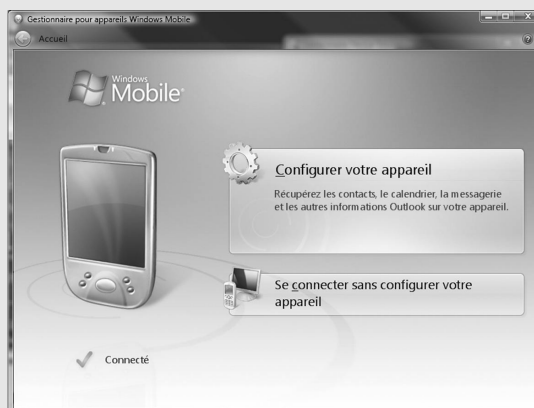 Gestionnaire pour appareils Windows Mobile
Accueil
Windows
Mobile®
Configurer votre appareil
Récupérez les contacts, le calendrier, la messagerie
et les autres informations Outlook sur votre appareil.
Se connecter sans configurer votre
appareil
Connecté